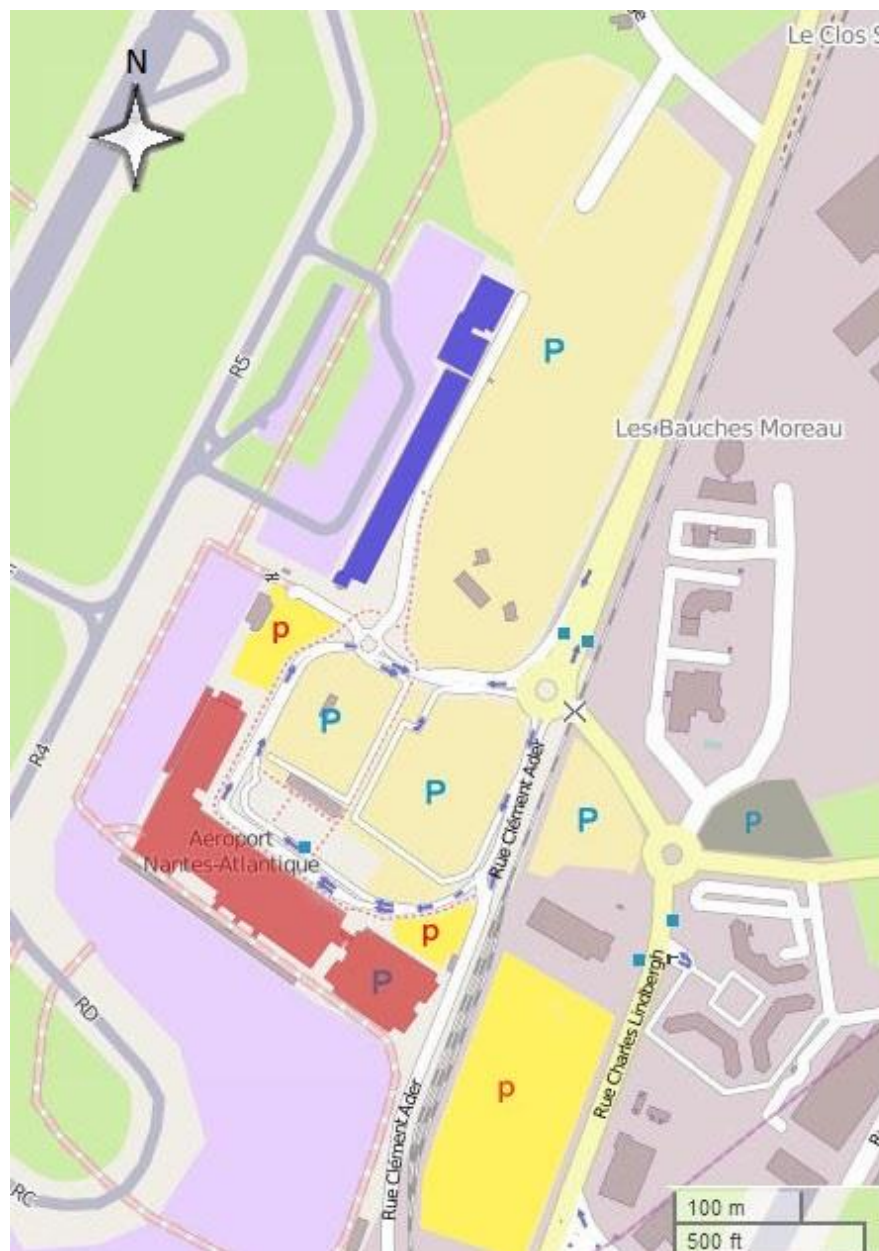 N
Le Clos S
P
R5
Les Bauches Moreau
p
P
R4
P
Rue Clément Ader
P
P
Aéroport
Nantes-Atlantique
p
P
RD
Rue Charles Lindbergh
p
Rue Clément Ader
RC
100 m
500 ft